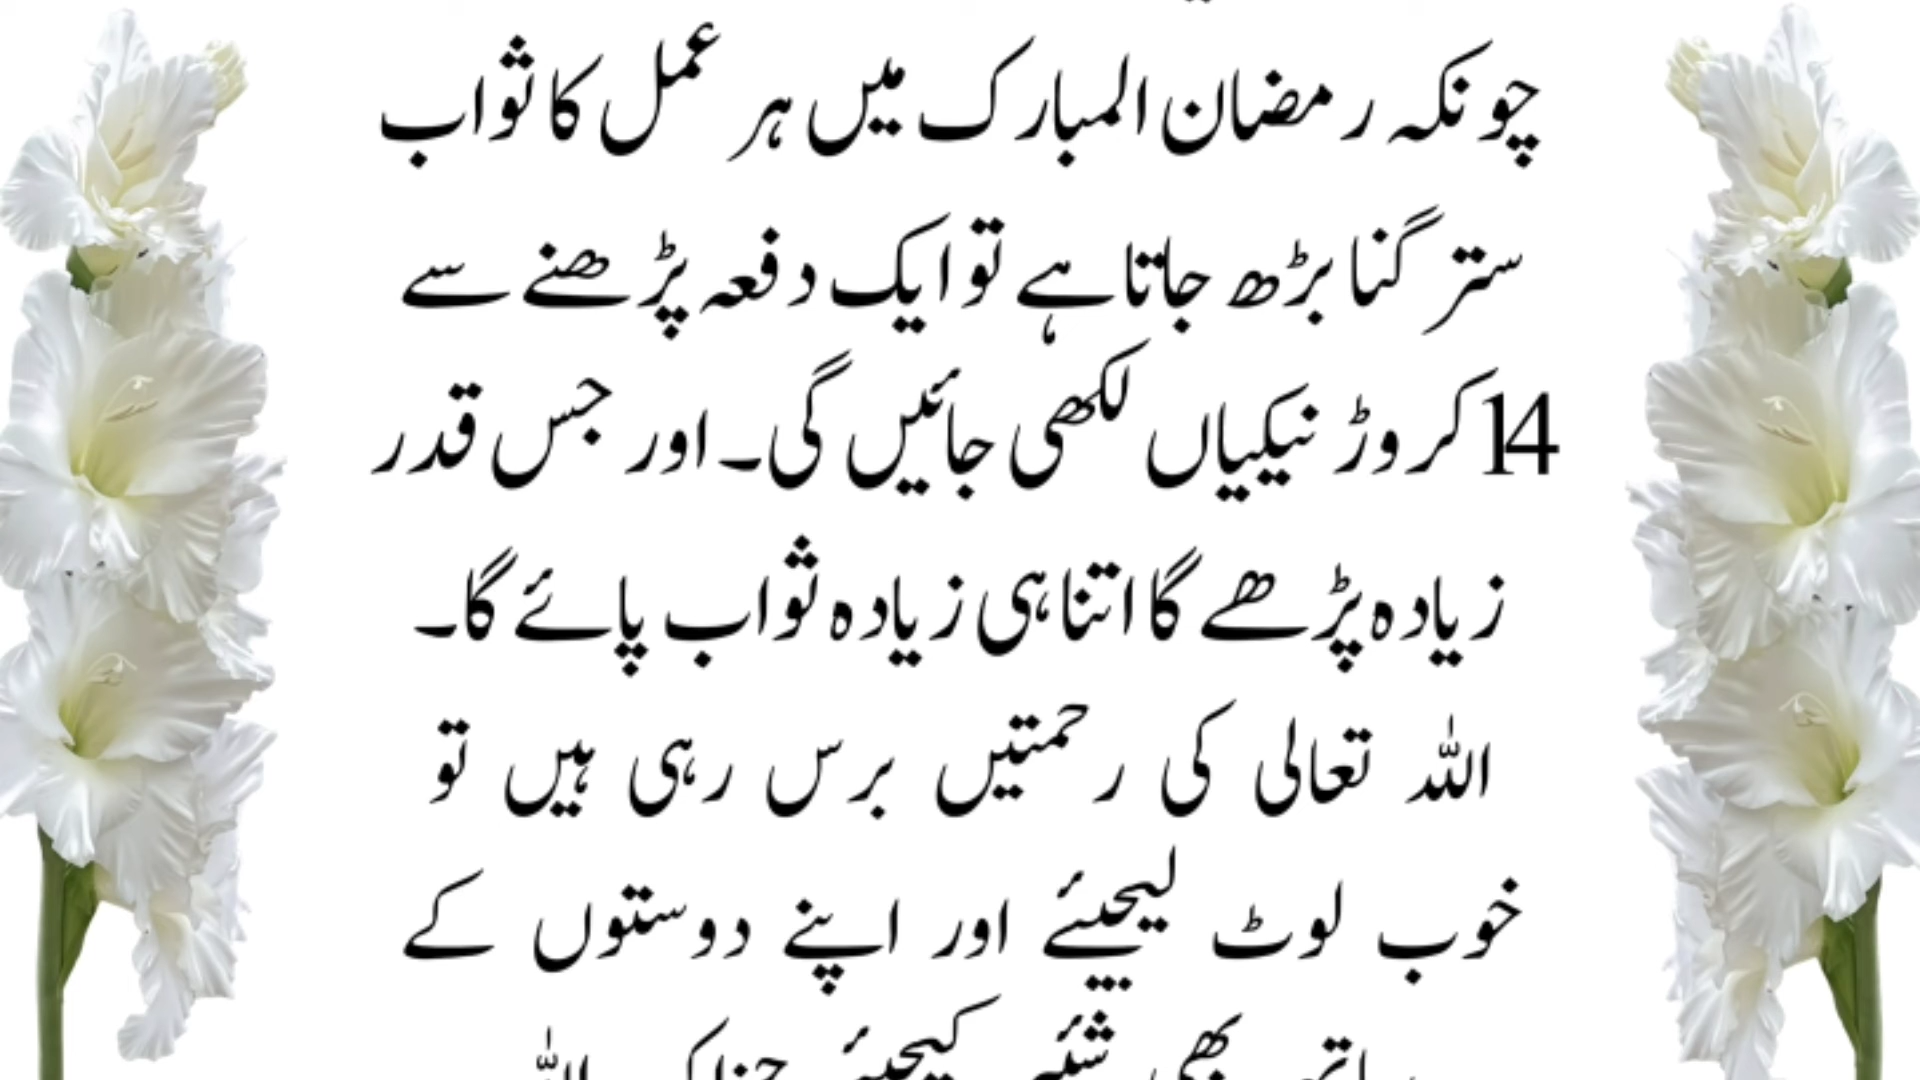 چونکہ رمضان المبارک میں ہر عمل کا ثواب
ستر گنا بڑھ جاتا ہے تو ایک دفعہ پڑھنے سے
14 کروڑ نیکیاں لکھی جائیں گی۔ اور جس قدر
زیادہ پڑھے گا اتنا ہی زیادہ ثواب پائے گا۔
اللہ تعالی کی رحمتیں برس رہی ہیں تو
خوب لوٹ لیجیئے اور اپنے دوستوں کے